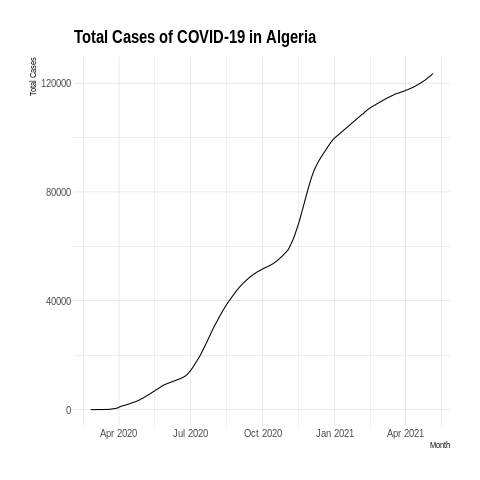 Total Cases of COVID-19 in Algeria
Total Cases
120000
80000
40000
0
Apr 2020 Jul 2020 Oct 2020 Jan 2021 Apr 2021
Month